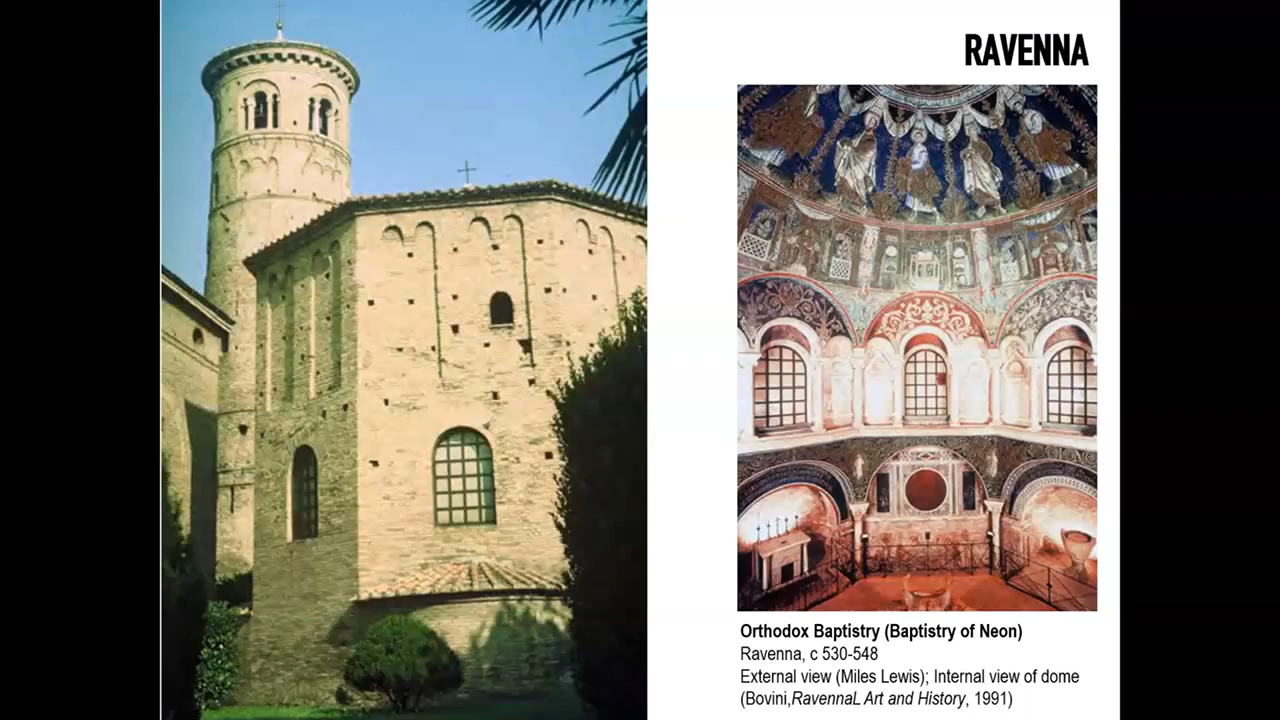 RAVENNA
Orthodox Baptistry (Baptistry of Neon)
Ravenna, c 530-548
External view (Miles Lewis); Internal view of dome
(Bovini,RavennaL Art and History, 1991)